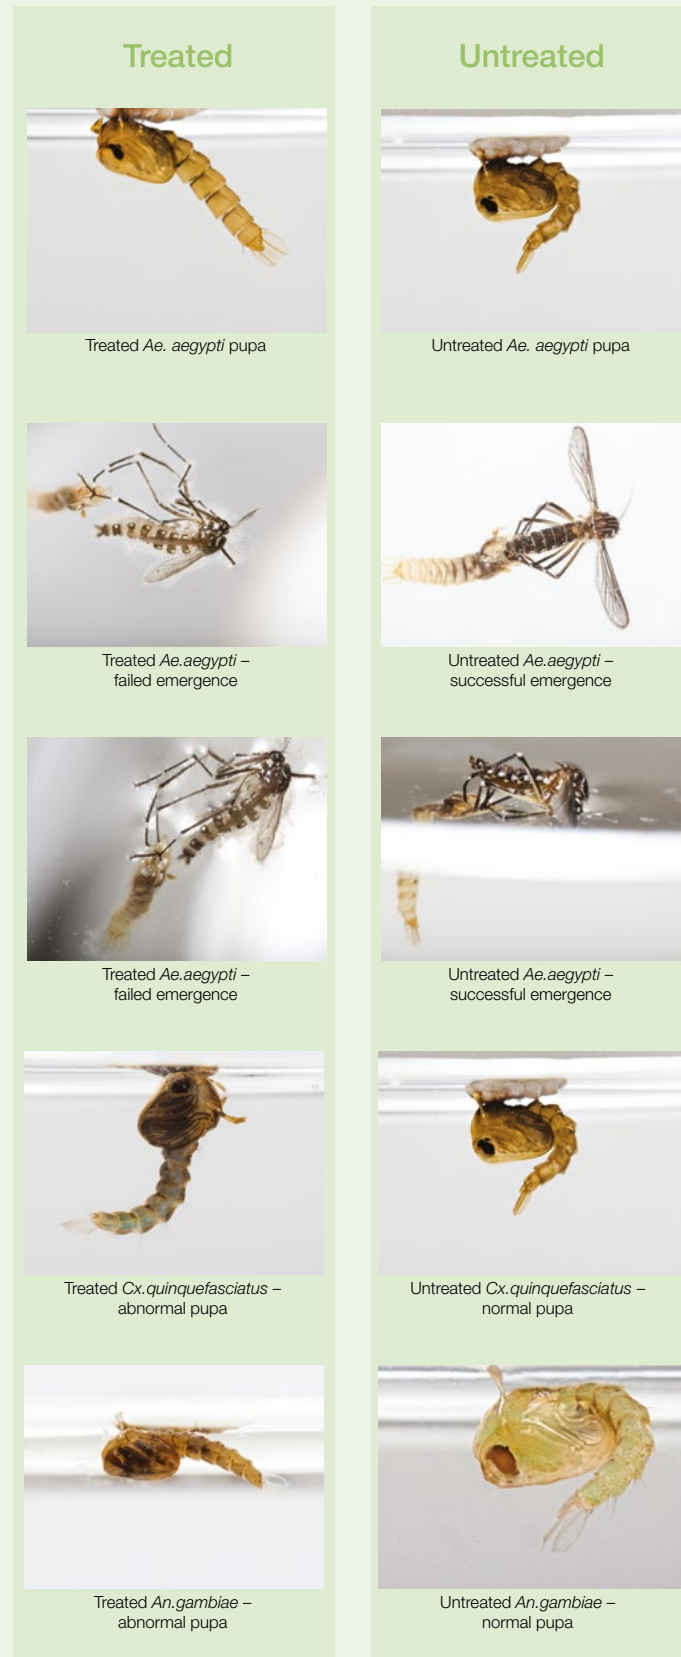 Treated
Untreated
Treated Ae. aegypti pupa
Untreated Ae. aegypti pupa
Treated Ae.aegypti –
failed emergence
Untreated Ae.aegypti –
successful emergence
Treated Ae.aegypti –
failed emergence
Untreated Ae.aegypti –
successful emergence
Treated Cx.quinquefasciatus –
abnormal pupa
Untreated Cx.quinquefasciatus –
normal pupa
Treated An.gambiae –
abnormal pupa
Untreated An.gambiae –
normal pupa